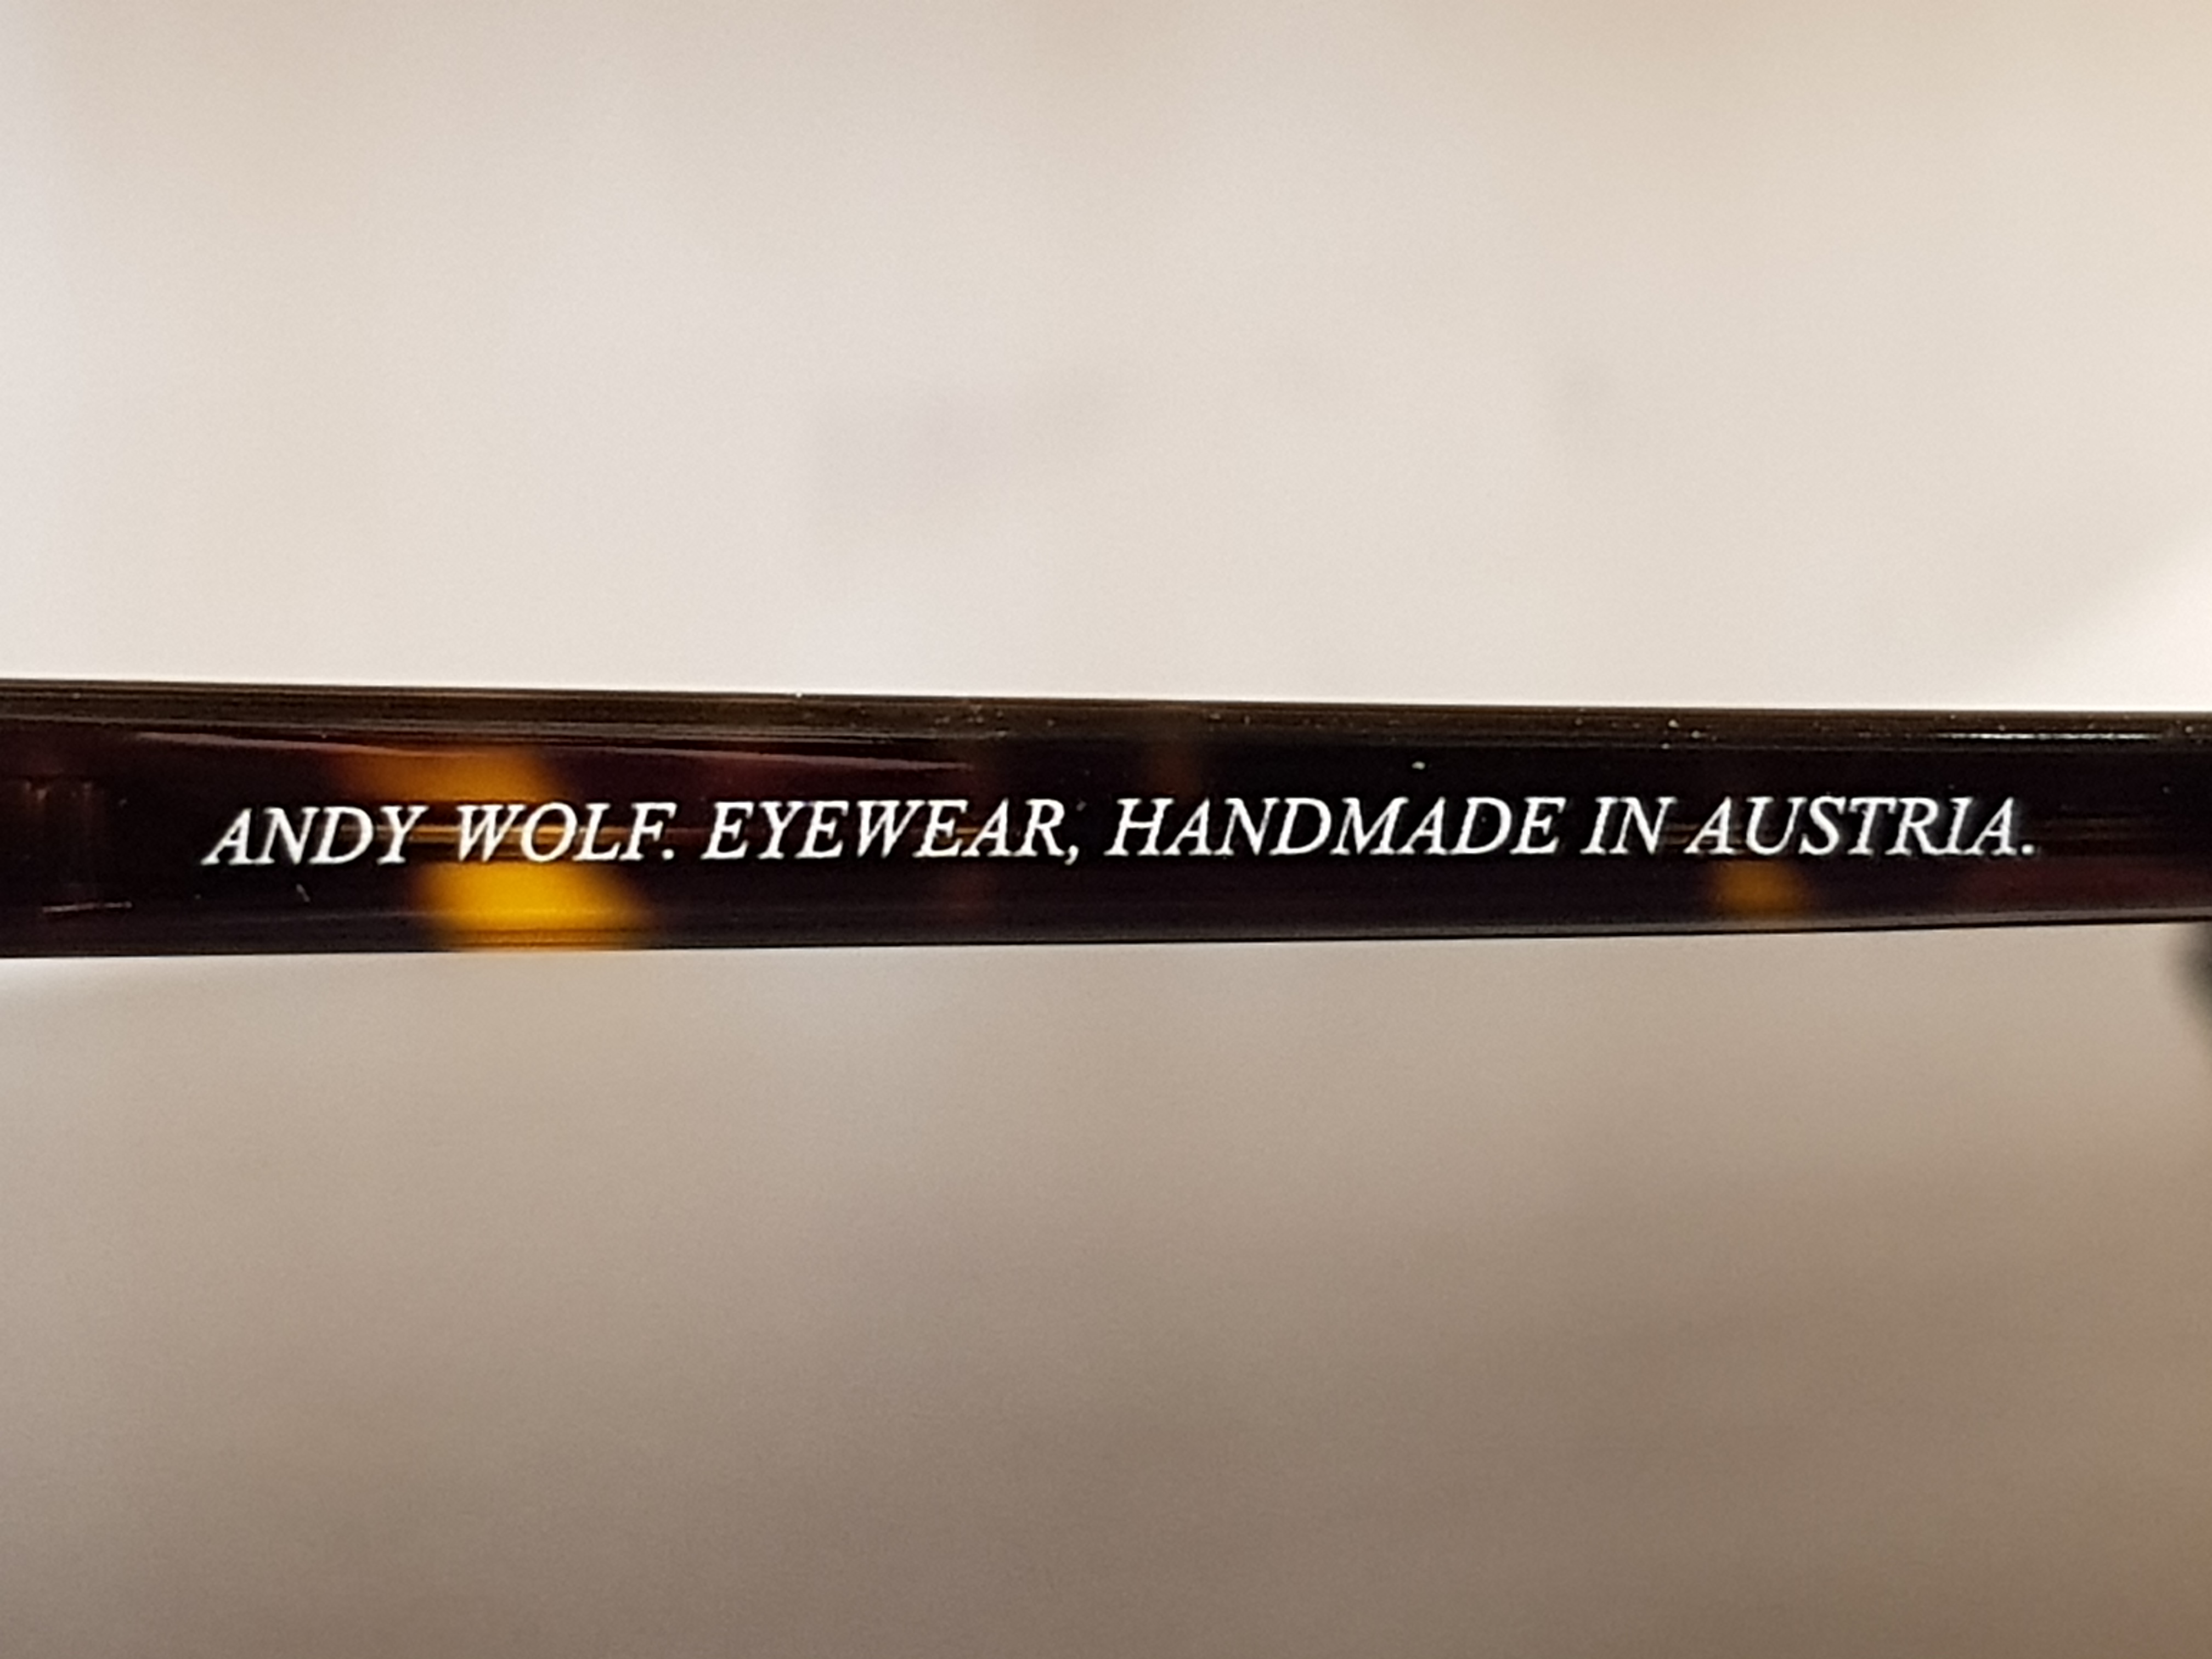 ANDY WOLF. EYEWEAR, HANDMADE IN AUSTRIA.